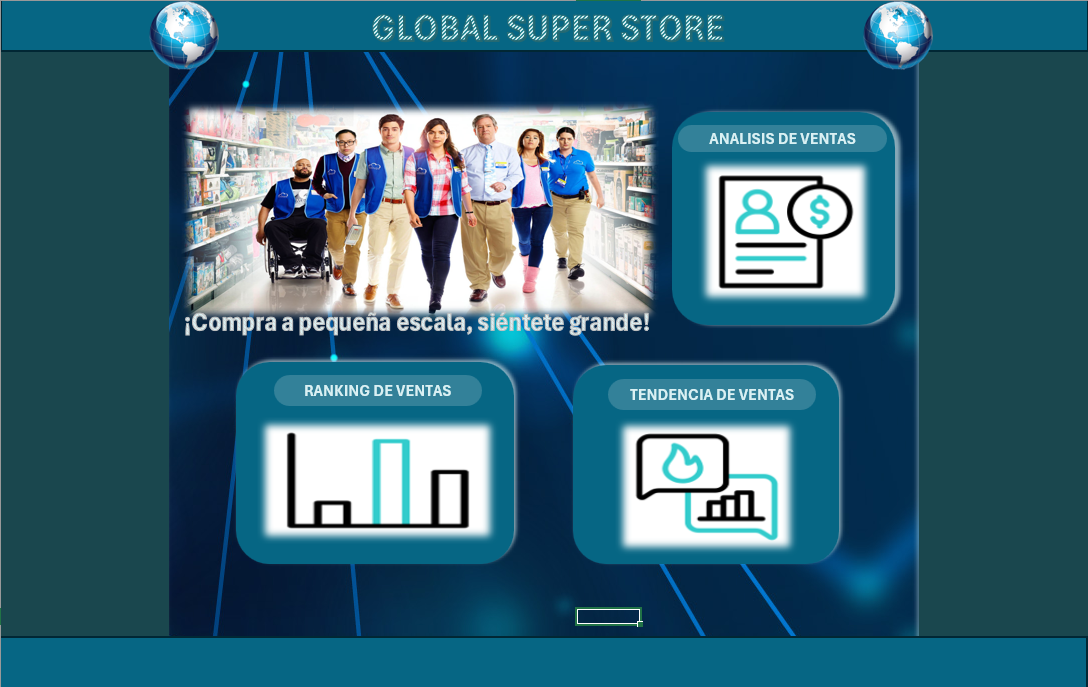 GLOBAL SUPER STORE
ANALISIS DE VENTAS
$
¡Compra a pequeña escala, siéntete grande!
RANKING DE VENTAS
TENDENCIA DE VENTAS